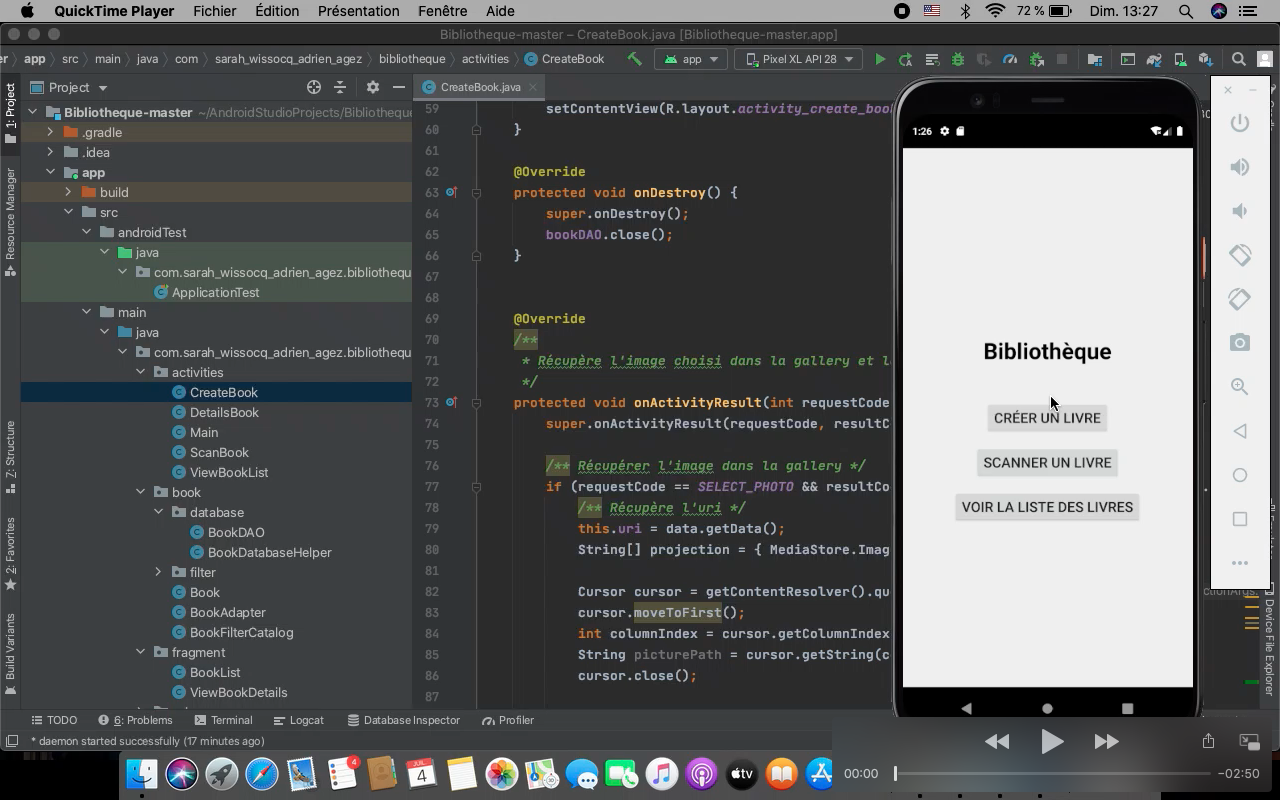 QuickTime Player Fichier Édition Présentation Fenêtre Aide 72 % Dim. 13:27
Bibliotheque-master – CreateBook.java [Bibliotheque-master.app]
app src main java com sarah_wissocq_adrien_agez bibliotheque activities CreateBook app Pixel XL API 28
1: Project
Resource Manager
Z: Structure
2: Favorites
Build Variants
Project
Bibliotheque-master ~/AndroidStudioProjects/Bibliotheque
.gradle
.idea
app
build
src
androidTest
java
com.sarah_wissocq_adrien_agez.bibliothequ
ApplicationTest
main
java
com.sarah_wissocq_adrien_agez.bibliothequ
activities
CreateBook
DetailsBook
Main
ScanBook
ViewBookList
book
database
BookDAO
BookDatabaseHelper
filter
Book
BookAdapter
BookFilterCatalog
fragment
BookList
ViewBookDetails
CreateBook.java
59 setContentView(R.layout.activity_create_boo
60 }
61
62 @Override
63 protected void onDestroy() {
64 super.onDestroy();
65 bookDAO.close();
66 }
67
68
69 @Override
70 /**
71 * Récupère l'image choisi dans la gallery et l
72 */
73 protected void onActivityResult(int requestCode
74 super.onActivityResult(requestCode, resultC
75
76 /** Récupérer l'image dans la gallery */
77 if (requestCode == SELECT_PHOTO && resultCo
78 /** Récupère l'uri */
79 this.uri = data.getData();
80 String[] projection = { MediaStore.Imag
81
82 Cursor cursor = getContentResolver().qu
83 cursor.moveToFirst();
84 int columnIndex = cursor.getColumnIndex
85 String picturePath = cursor.getString(c
86 cursor.close();
87
1:26
Bibliothèque
CRÉER UN LIVRE
SCANNER UN LIVRE
VOIR LA LISTE DES LIVRES
Device File Explorer
TODO 6: Problems Terminal Logcat Database Inspector Profiler
* daemon started successfully (17 minutes ago)
00:00 −02:50
JUIL
4
4
tv